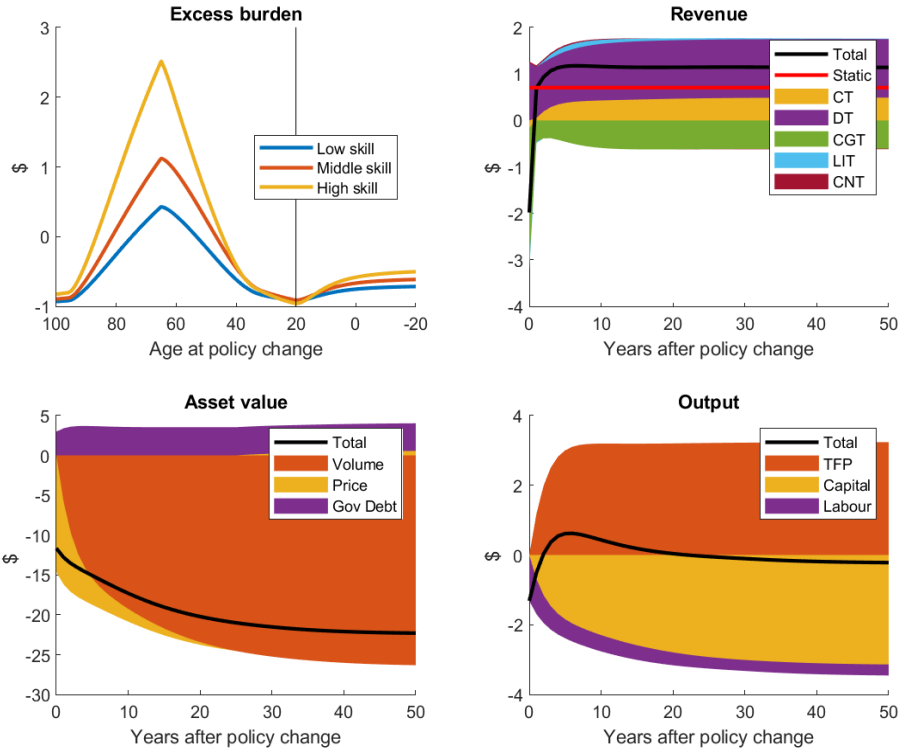 Excess burden
3
2
1
0
-1
$
100
80
60
40
20
0
-20
Age at policy change
Low skill
Middle skill
High skill
Revenue
2
1
0
-1
-2
-3
-4
$
0
10
20
30
40
50
Years after policy change
Total
Static
CT
DT
CGT
LIT
CNT
Asset value
5
0
-5
-10
-15
-20
-25
-30
$
0
10
20
30
40
50
Years after policy change
Total
Volume
Price
Gov Debt
Output
4
2
0
-2
-4
$
0
10
20
30
40
50
Years after policy change
Total
TFP
Capital
Labour